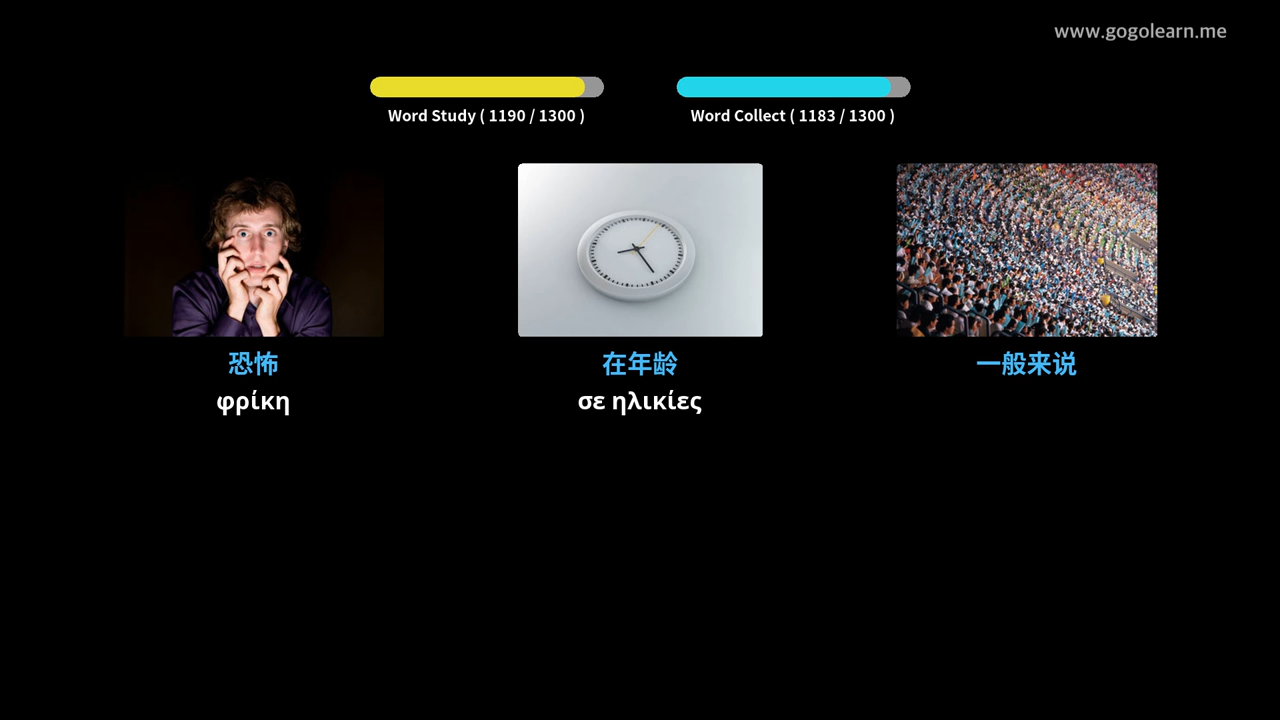 www.gogolearn.me
Word Study ( 1190 / 1300 )
Word Collect ( 1183 / 1300 )
恐怖
φρίκη
在年龄
σε ηλικίες
一般来说